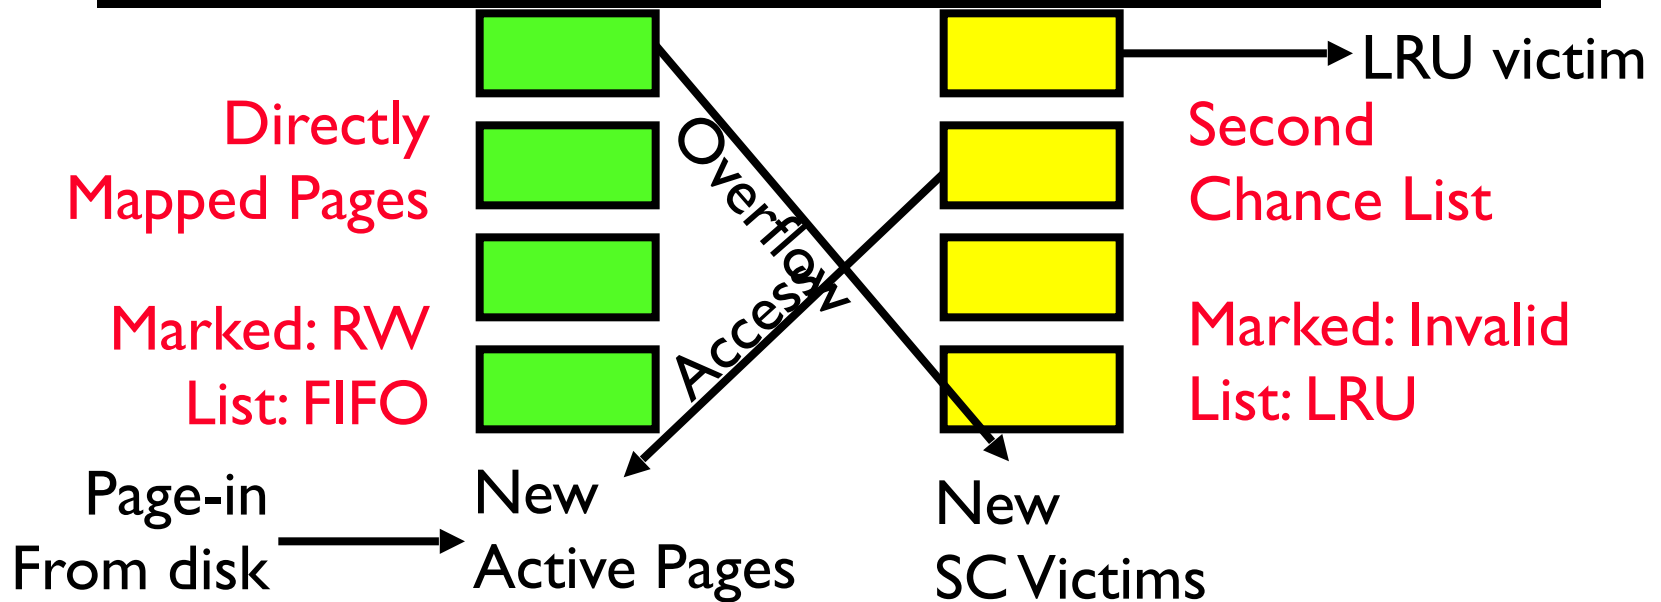 LRU victim
Directly
Mapped Pages
Marked: RW
List: FIFO
Overflow
Access
Second
Chance List
Marked: Invalid
List: LRU
Page-in
From disk
New
Active Pages
New
SC Victims